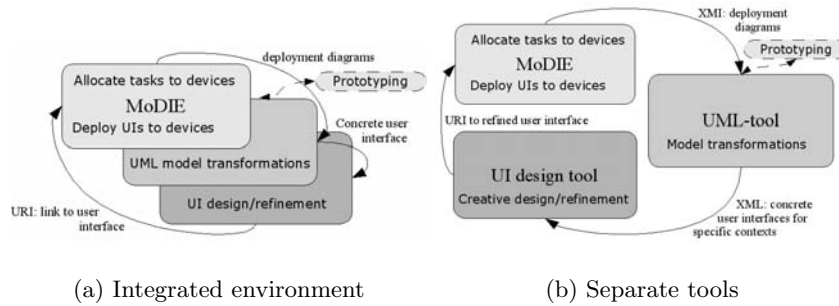 deployment diagrams
Allocate tasks to devices
MoDIE
Deploy UIs to devices
Prototyping
Concrete user
interface
UML model transformations
UI design/refinement
URI: link to user
interface
(a) Integrated environment
XMI: deployment
diagrams
Allocate tasks to devices
MoDIE
Deploy UIs to devices
Prototyping
URI to refined user interface
UML-tool
Model transformations
UI design tool
Creative design/refinement
XML: concrete
user interfaces for
specific contexts
(b) Separate tools